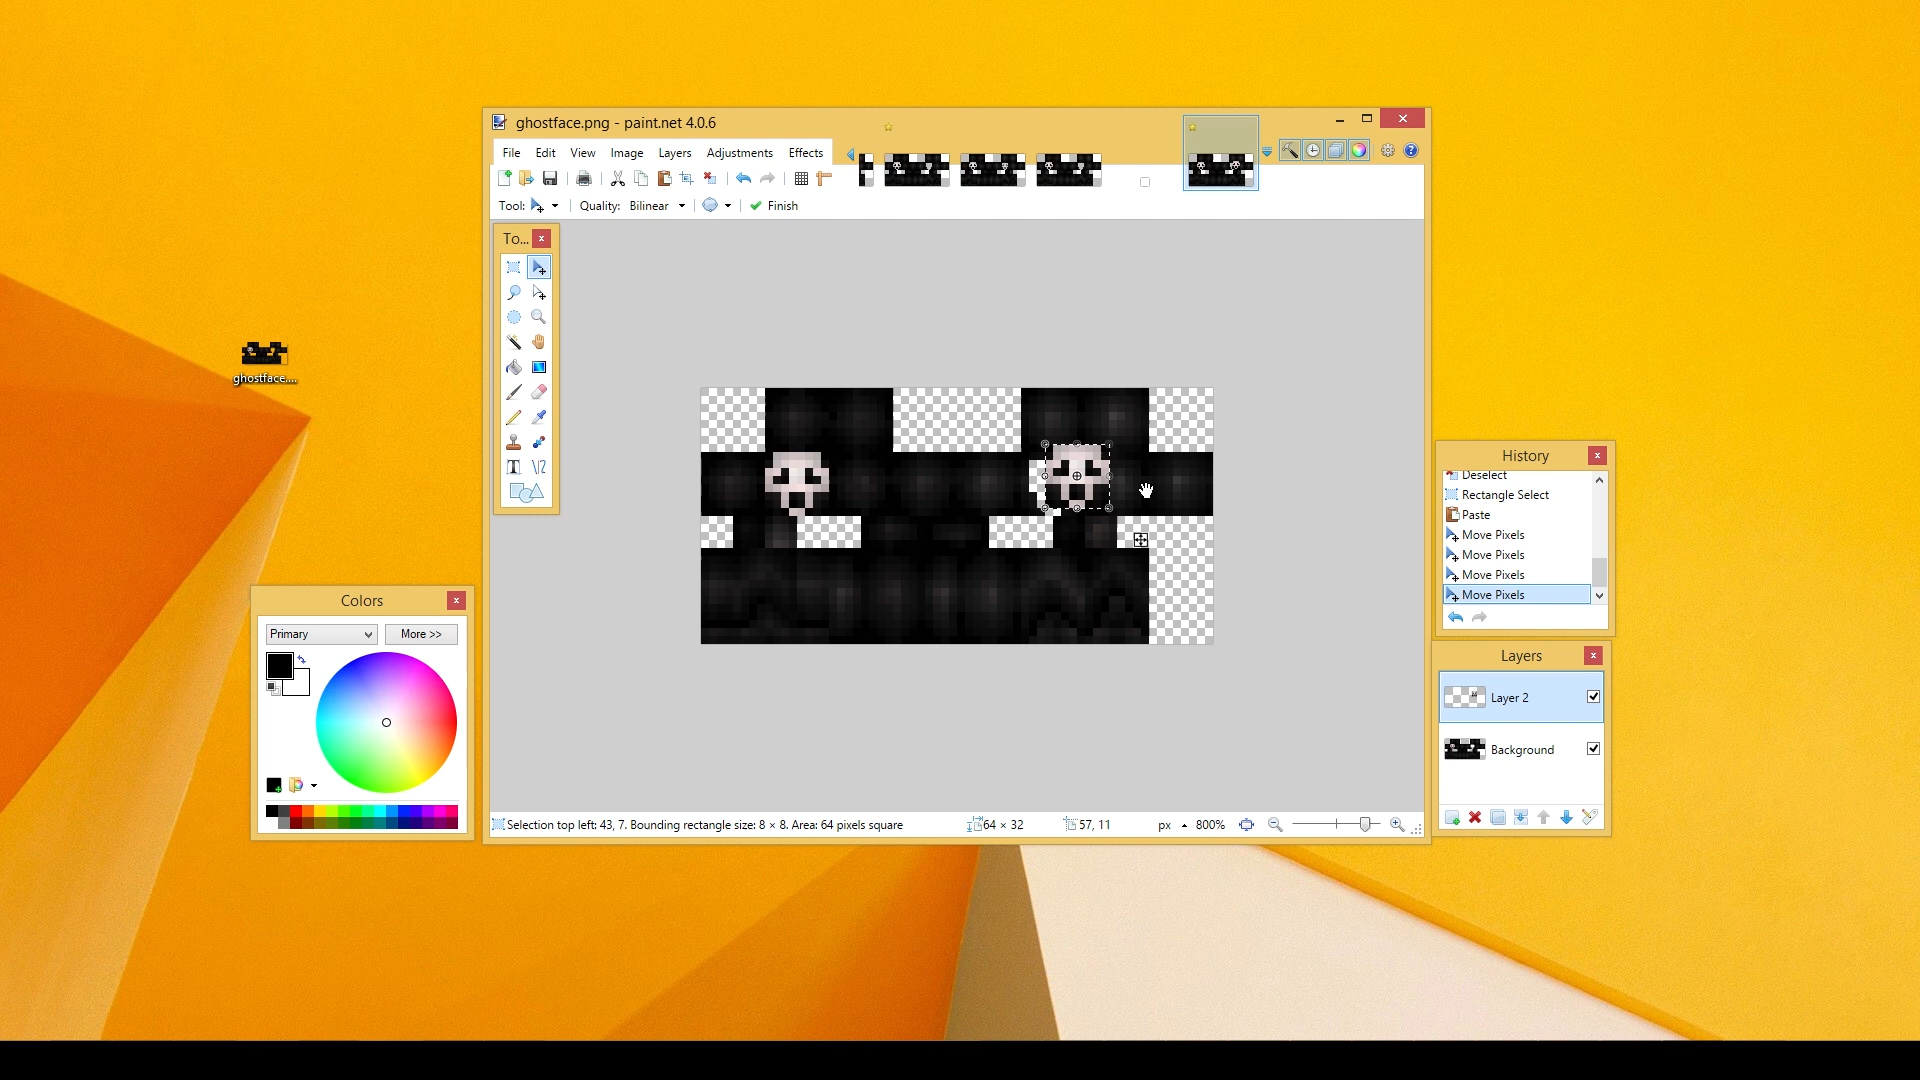 ghostface.png - paint.net 4.0.6
File Edit View Image Layers Adjustments Effects
Tool: Quality: Bilinear Finish
To...
ghostface....
Colors
Primary More >>
History
Deselect
Rectangle Select
Paste
Move Pixels
Move Pixels
Move Pixels
Move Pixels
Layers
Layer 2
Background
Selection top left: 43, 7. Bounding rectangle size: 8 × 8. Area: 64 pixels square 64 × 32 57, 11 px 800%